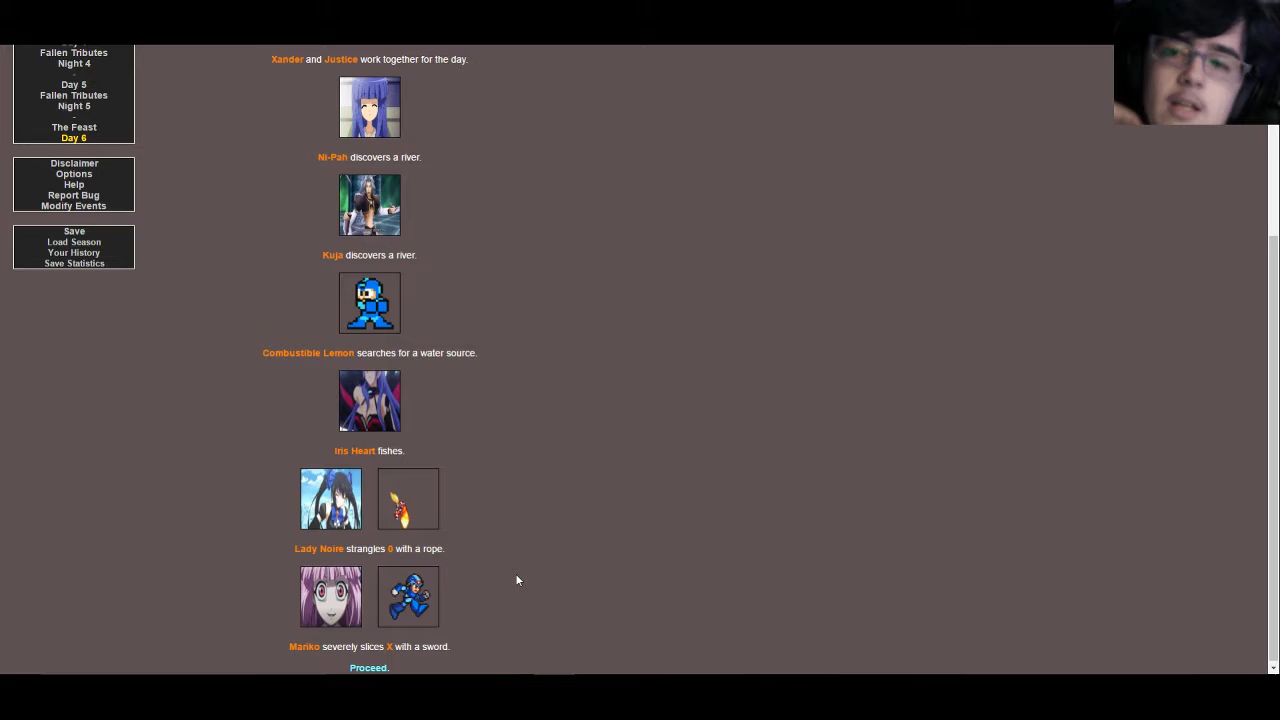 Fallen Tributes
Night 4
-
Day 5
Fallen Tributes
Night 5
-
The Feast
Day 6
Disclaimer
Options
Help
Report Bug
Modify Events
Save
Load Season
Your History
Save Statistics
Xander and Justice work together for the day.
Ni-Pah discovers a river.
Kuja discovers a river.
Combustible Lemon searches for a water source.
Iris Heart fishes.
Lady Noire strangles 0 with a rope.
Mariko severely slices X with a sword.
Proceed.